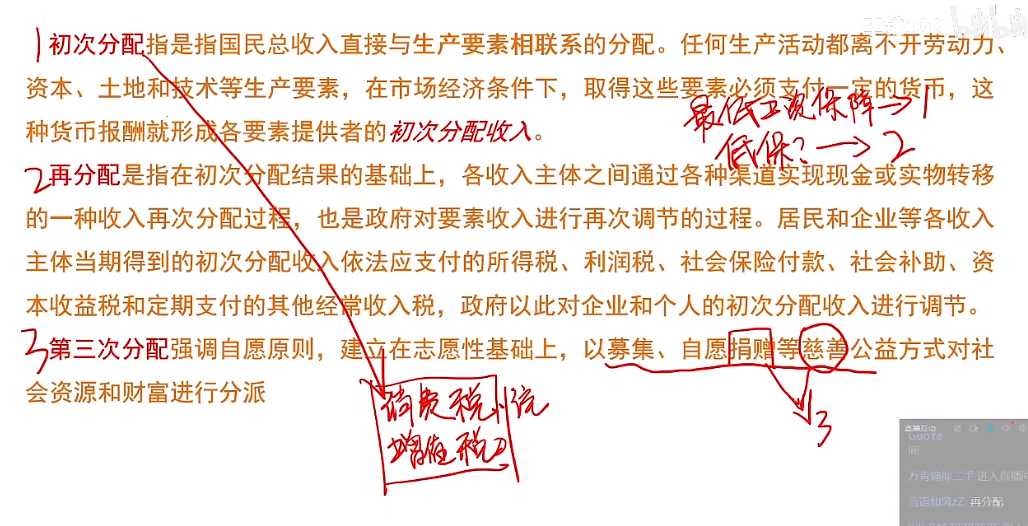 bilibili
1初次分配指是指国民总收入直接与生产要素相联系的分配。任何生产活动都离不开劳动力、
资本、土地和技术等生产要素，在市场经济条件下，取得这些要素必须支付一定的货币，这
种货币报酬就形成各要素提供者的初次分配收入。
最低工资保障→1
低保？→2
2再分配是指在初次分配结果的基础上，各收入主体之间通过各种渠道实现现金或实物转移
的一种收入再次分配过程，也是政府对要素收入进行再次调节的过程。居民和企业等各收入
主体当期得到的初次分配收入依法应支付的所得税、利润税、社会保险付款、社会补助、资
本收益税和定期支付的其他经常收入税，政府以此对企业和个人的初次分配收入进行调节。
3第三次分配强调自愿原则，建立在志愿性基础上，以募集、自愿捐赠等慈善公益方式对社
会资源和财富进行分派
消费税
增值税
3
直播互动
GuoYa
间
进入直播间
言语如风zZ: 再分配